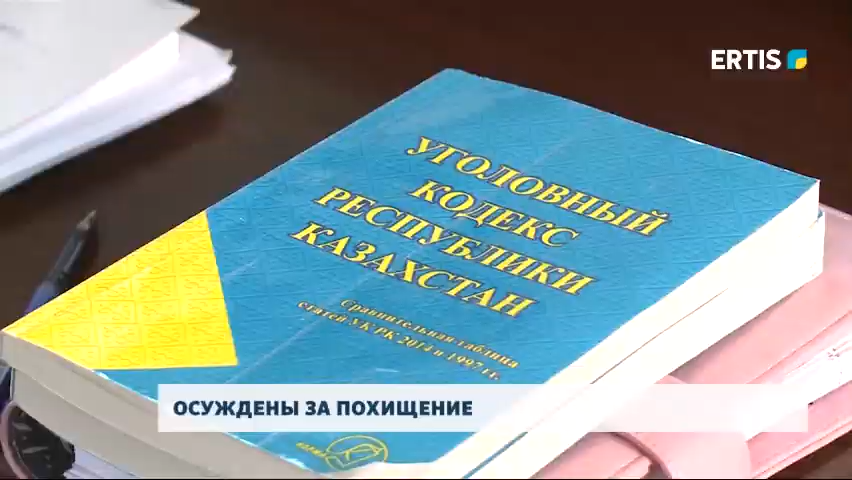 ERTIS
УГОЛОВНЫЙ
КОДЕКС
РЕСПУБЛИКИ
КАЗАХСТАН
Сравнительная таблица
статей УК РК 2014 и 1997 гг.
ОСУЖДЕНЫ ЗА ПОХИЩЕНИЕ